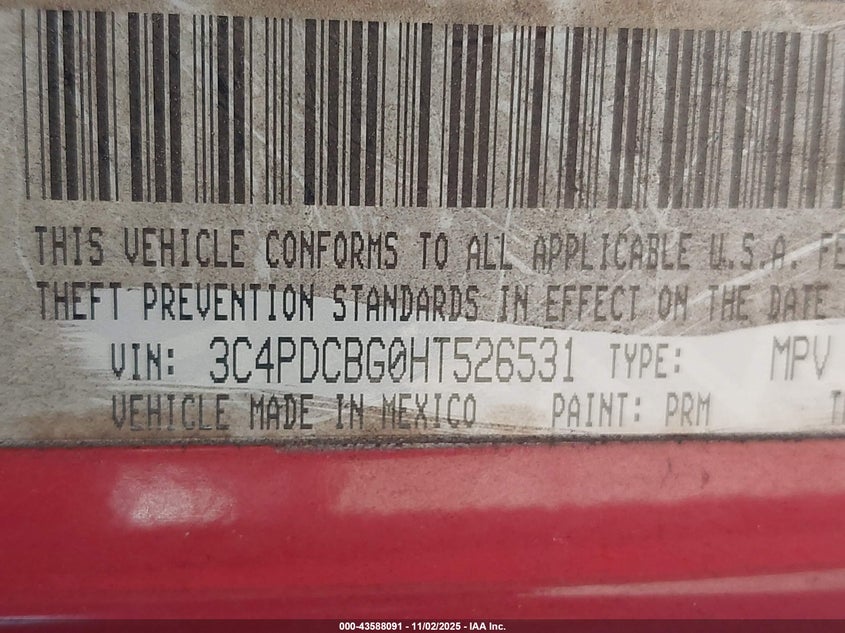 THIS VEHICLE CONFORMS TO ALL APPLICABLE U.S.A. FE
THEFT PREVENTION STANDARDS IN EFFECT ON THE DATE
VIN: 3C4PDCBG0HT526531 TYPE: MPV
VEHICLE MADE IN MEXICO PAINT: PRM
000-43588091 - 11/02/2025 - IAA Inc.